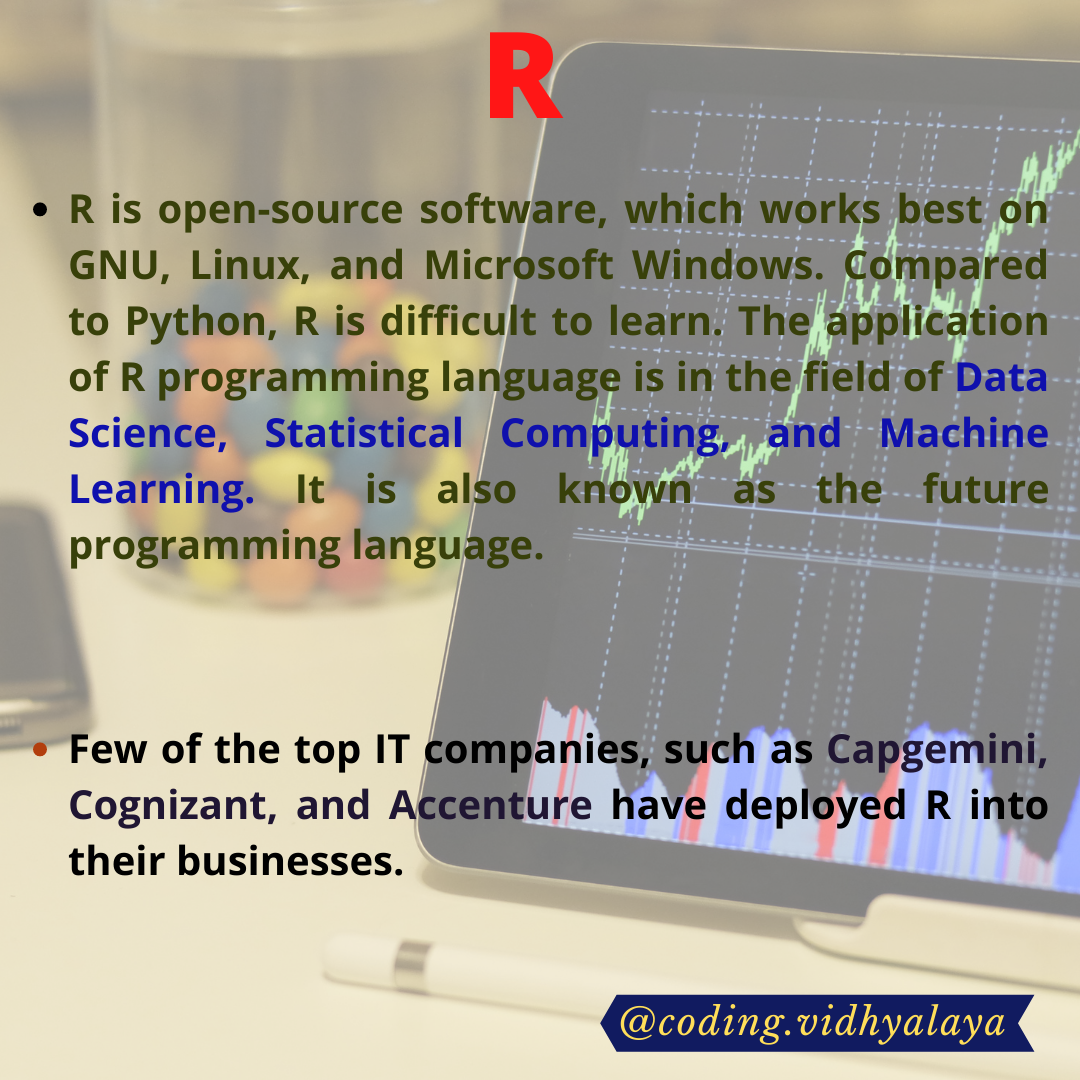 R
• R is open-source software, which works best on
GNU, Linux, and Microsoft Windows. Compared
to Python, R is difficult to learn. The application
of R programming language is in the field of Data
Science, Statistical Computing, and Machine
Learning. It is also known as the future
programming language.
• Few of the top IT companies, such as Capgemini,
Cognizant, and Accenture have deployed R into
their businesses.
@coding.vidhyalaya